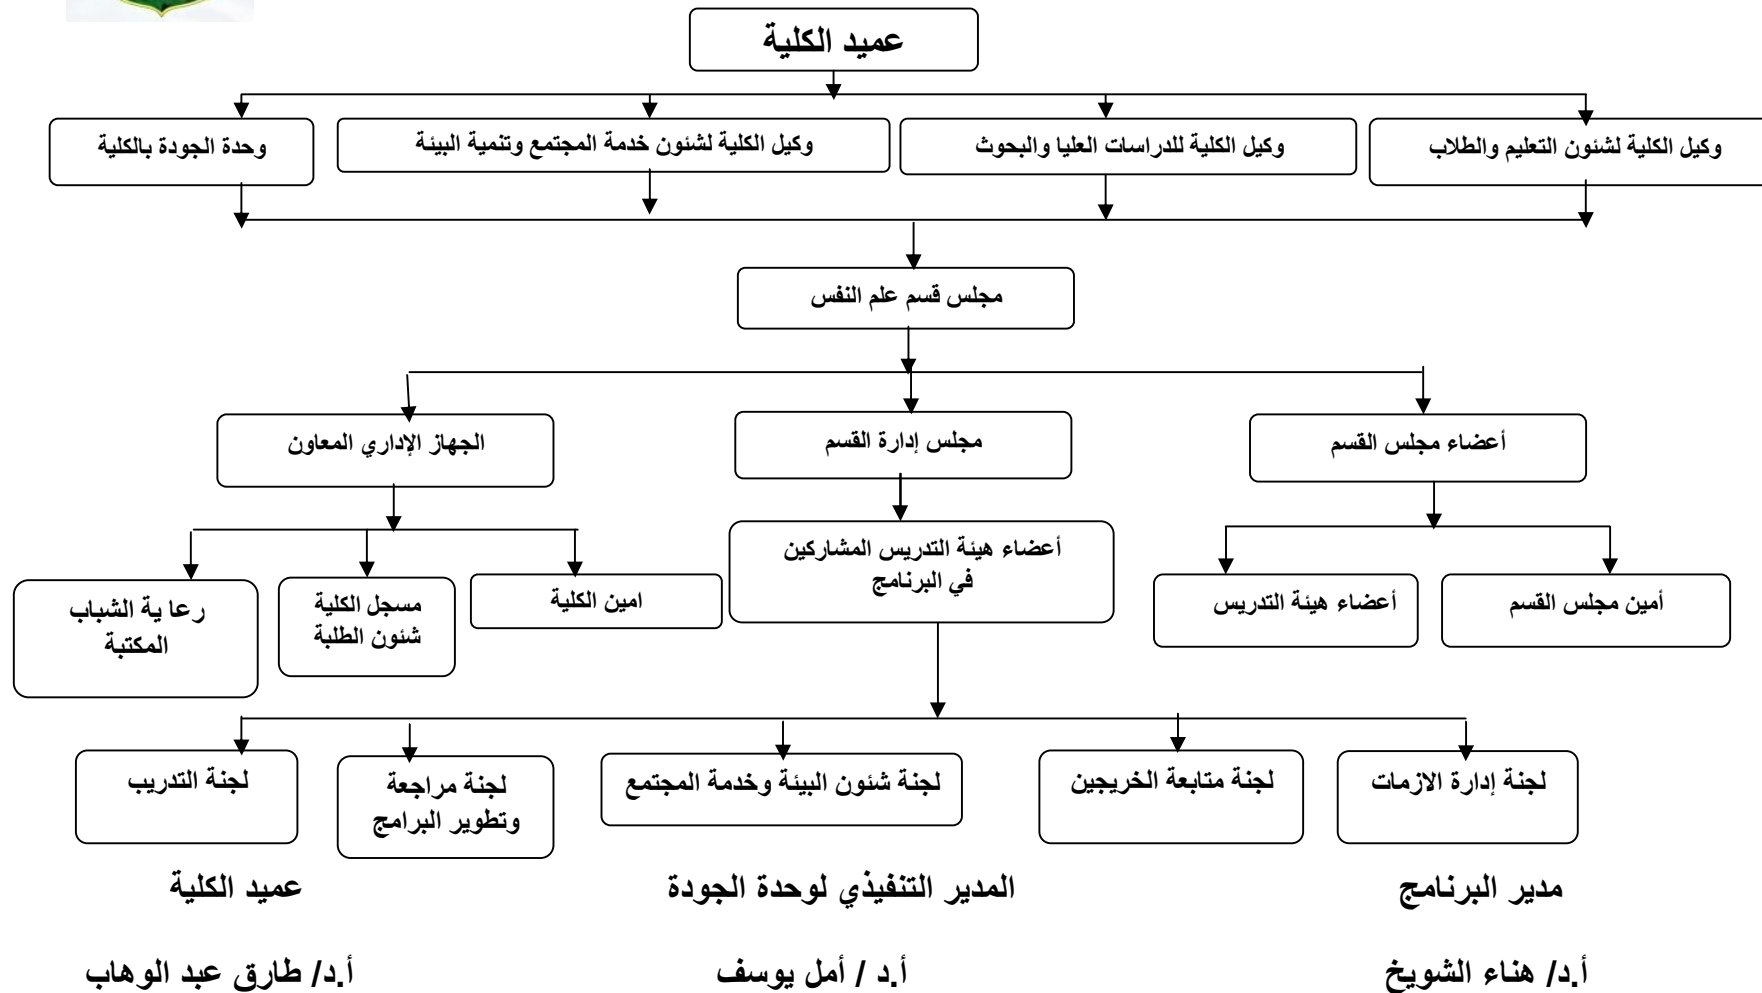 عميد الكلية
وكيل الكلية لشئون التعليم والطلاب
وكيل الكلية للدراسات العليا والبحوث
وكيل الكلية لشئون خدمة المجتمع وتنمية البيئة
وحدة الجودة بالكلية
مجلس قسم علم النفس
أعضاء مجلس القسم
مجلس إدارة القسم
الجهاز الإداري المعاون
أمين مجلس القسم
أعضاء هيئة التدريس
أعضاء هيئة التدريس المشاركين
في البرنامج
امين الكلية
مسجل الكلية
شئون الطلبة
رعا ية الشباب
المكتبة
لجنة إدارة الازمات
لجنة متابعة الخريجين
لجنة شئون البيئة وخدمة المجتمع
لجنة مراجعة
وتطوير البرامج
لجنة التدريب
مدير البرنامج
المدير التنفيذي لوحدة الجودة
عميد الكلية
أ.د/ هناء الشويخ
أ.د / أمل يوسف
أ.د/ طارق عبد الوهاب